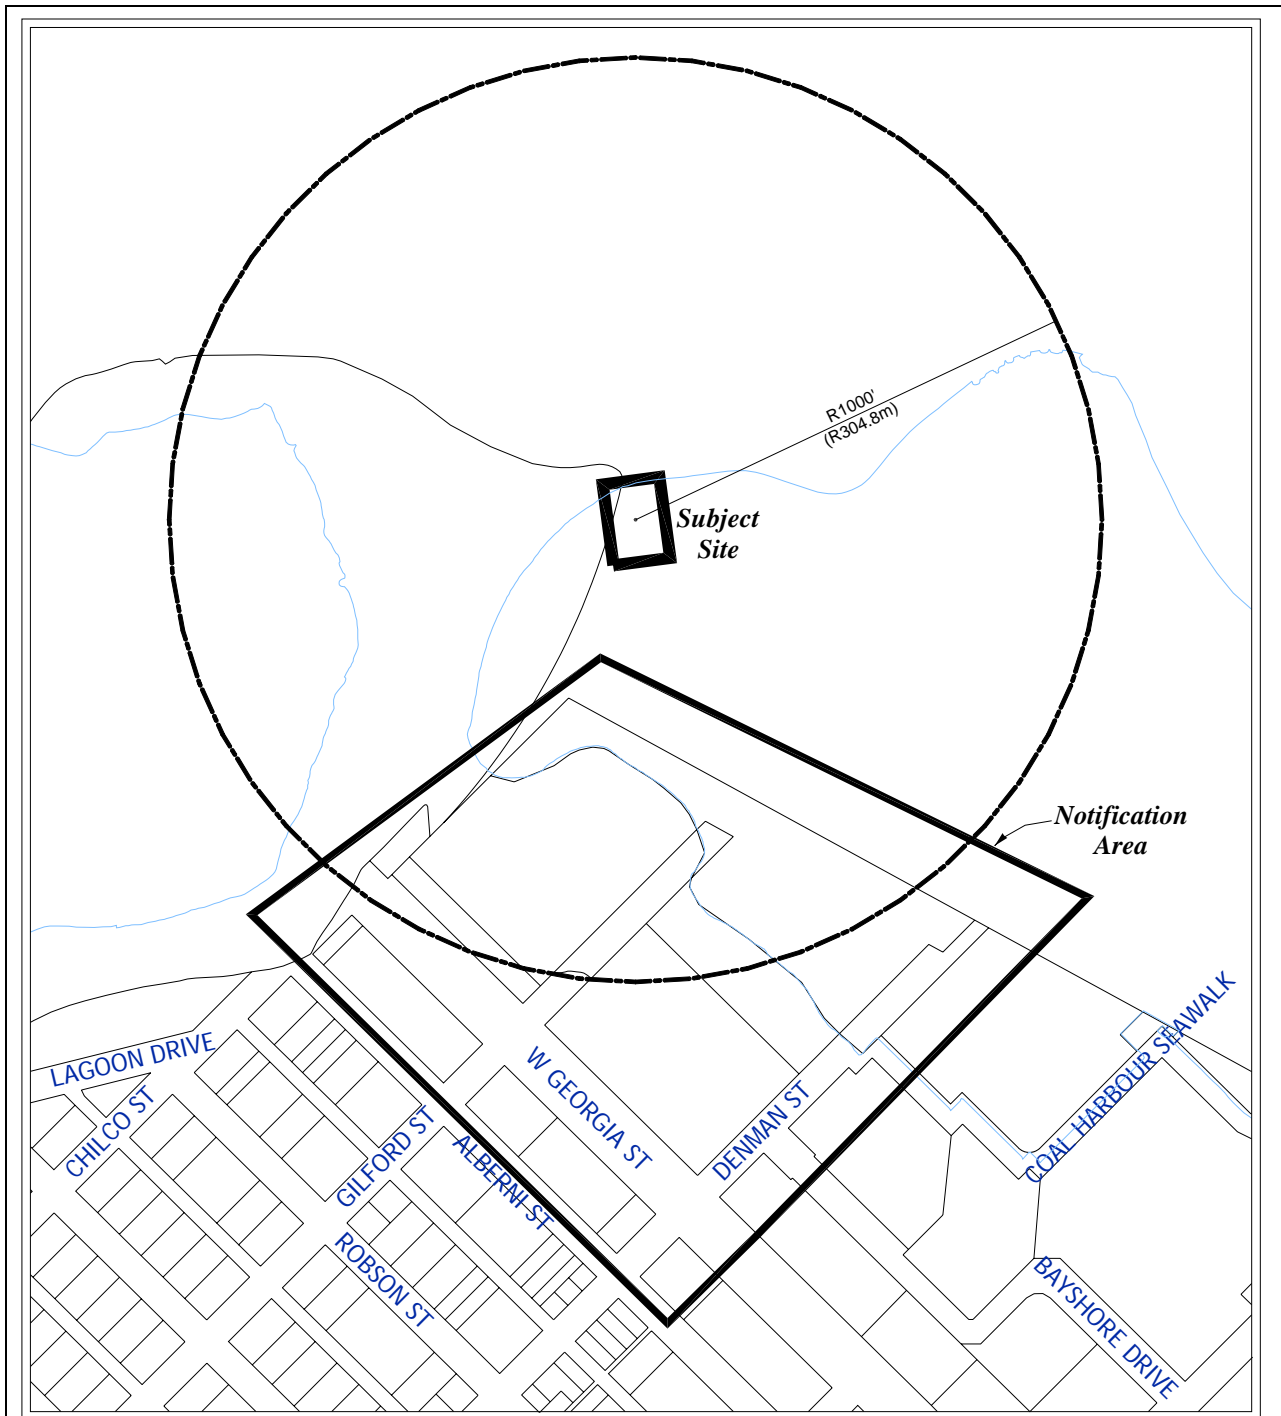 R1000'
(R304.8m)
Subject
Site
Notification
Area
LAGOON DRIVE
CHILCO ST
GILFORD ST
ALBERNI ST
W GEORGIA ST
DENMAN ST
COAL HARBOUR SEAWALK
ROBSON ST
BAYSHORE DRIVE